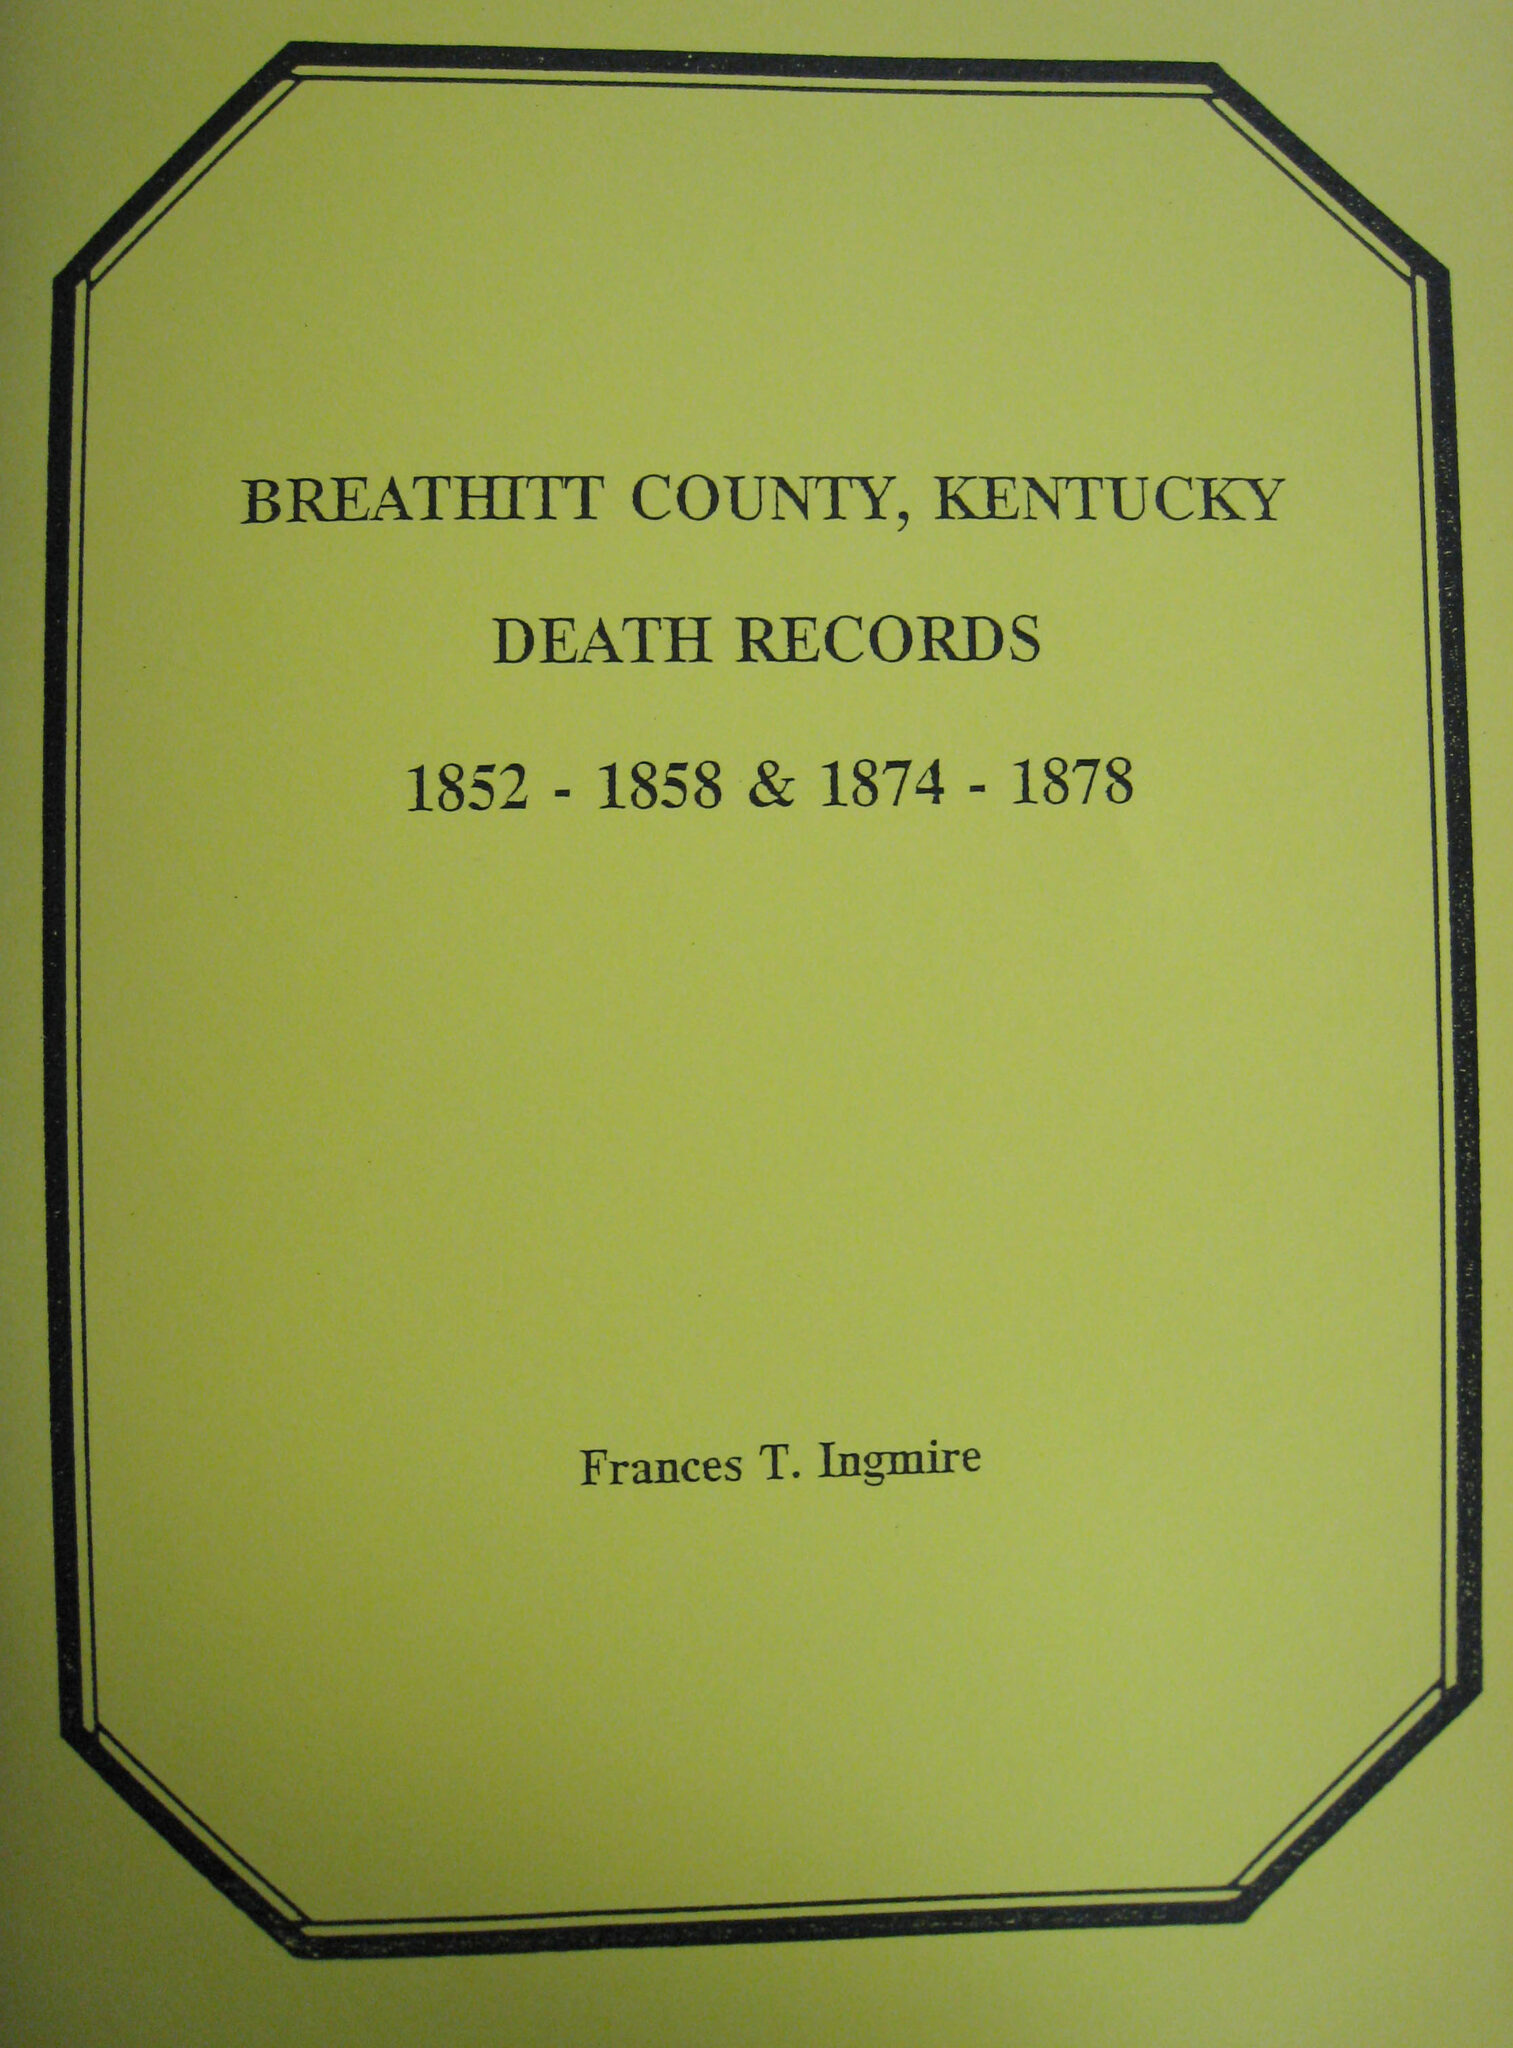 BREATHITT COUNTY, KENTUCKY
DEATH RECORDS
1852 - 1858 & 1874 - 1878
Frances T. Ingmire